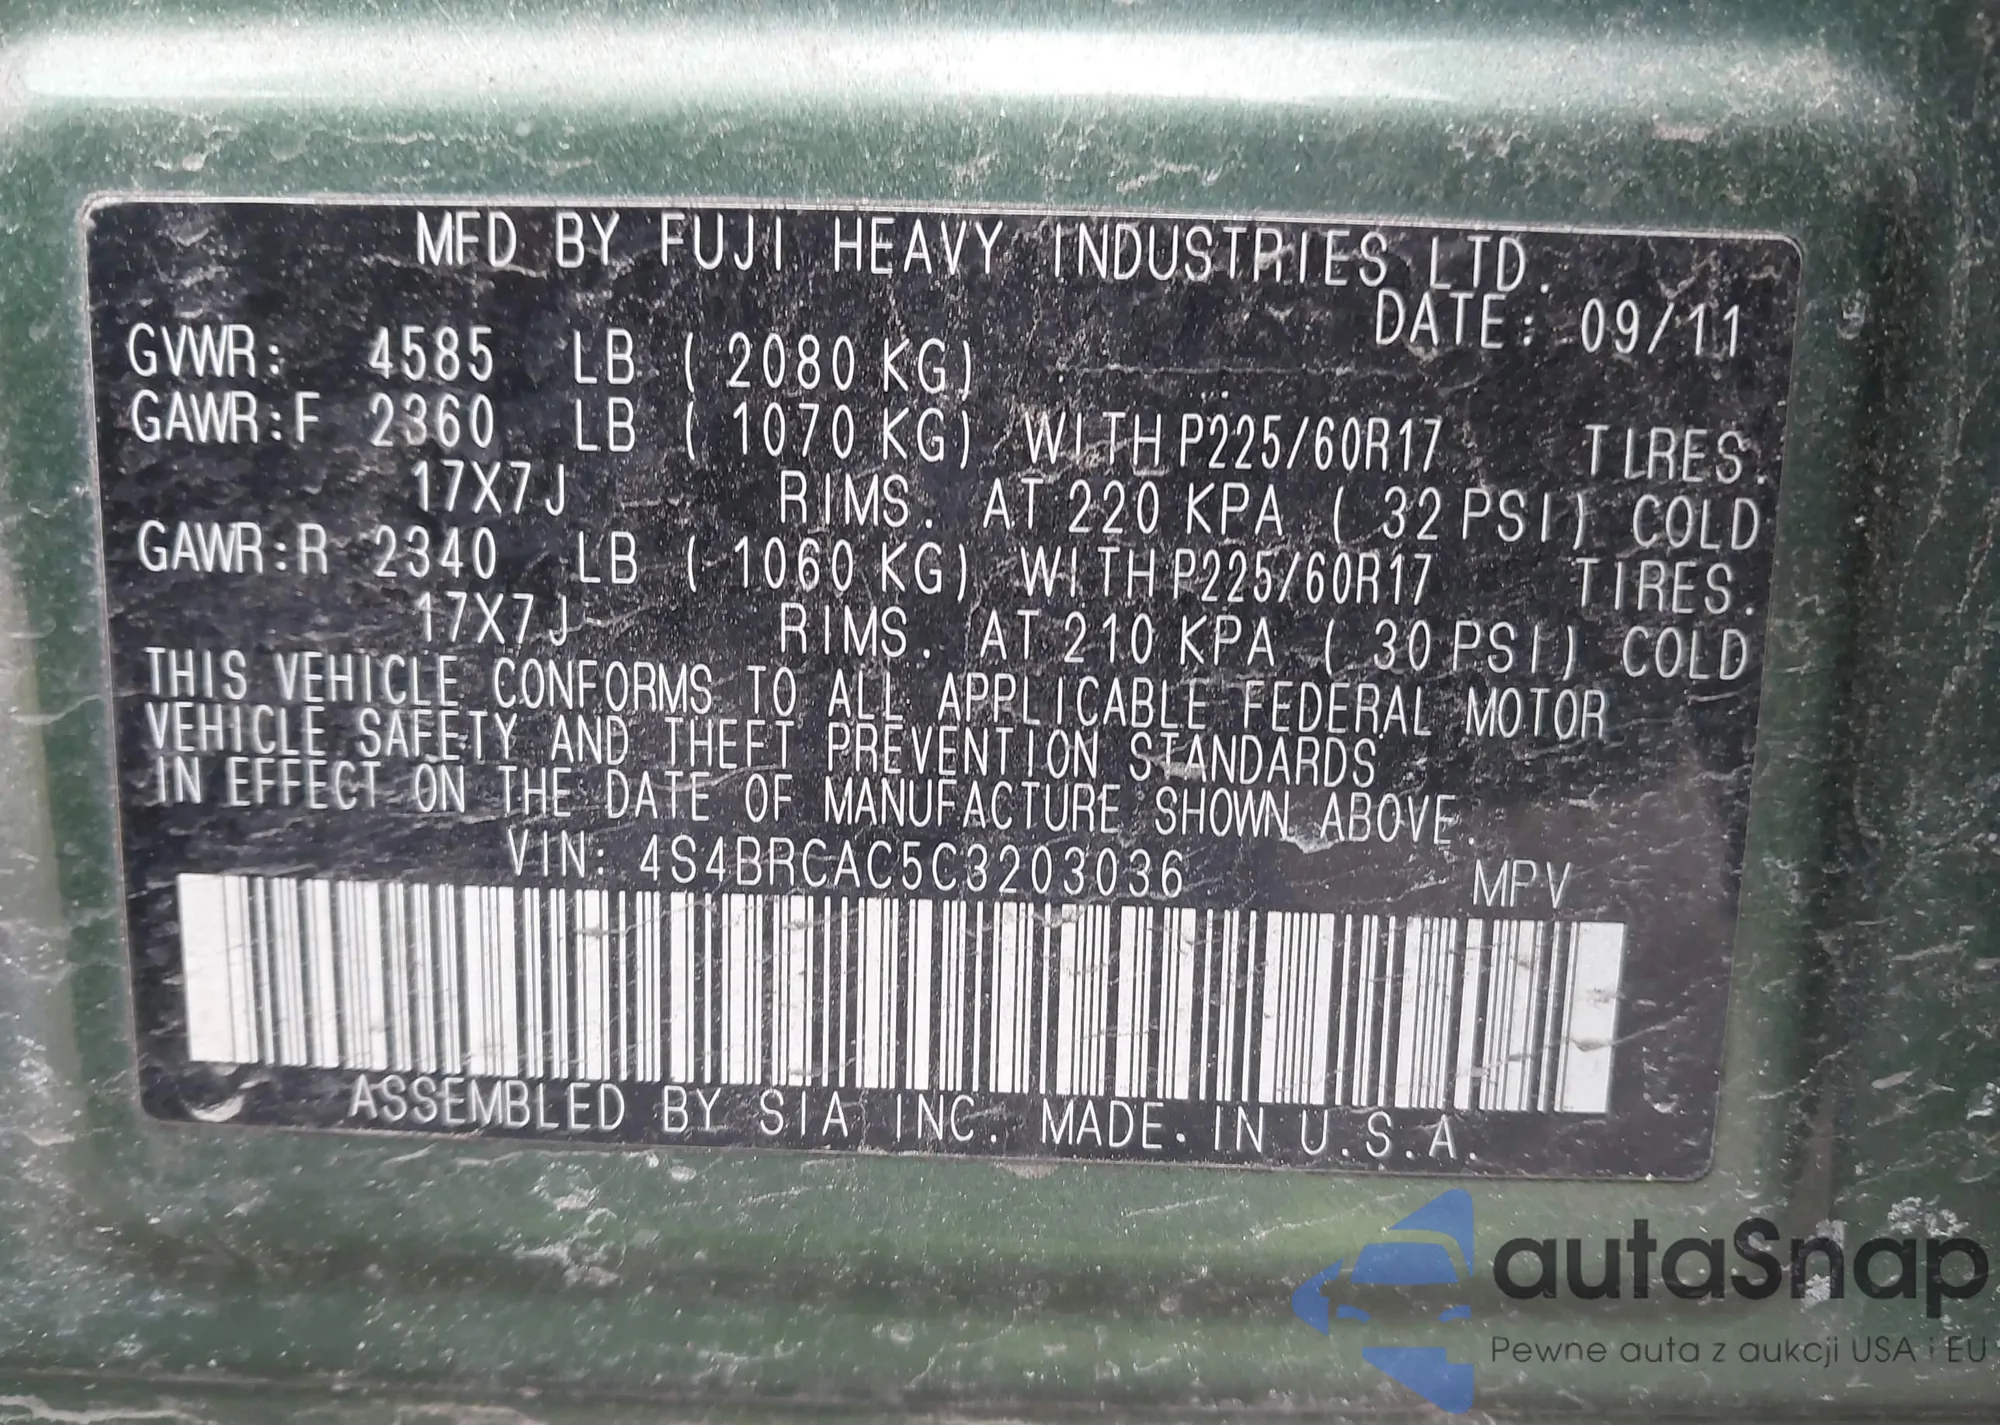 MFD BY FUJI HEAVY INDUSTRIES LTD.
DATE: 09/11
GVWR: 4585 LB ( 2080 KG)
GAWR:F 2360 LB ( 1070 KG) WITH P225/60R17 TIRES.
17X7J RIMS. AT 220 KPA ( 32 PSI) COLD
GAWR:R 2340 LB ( 1060 KG) WITH P225/60R17 TIRES.
17X7J RIMS. AT 210 KPA ( 30 PSI) COLD
THIS VEHICLE CONFORMS TO ALL APPLICABLE FEDERAL MOTOR
VEHICLE SAFETY AND THEFT PREVENTION STANDARDS
IN EFFECT ON THE DATE OF MANUFACTURE SHOWN ABOVE.
VIN: 4S4BRCAC5C3203036 MPV
ASSEMBLED BY SIA INC. MADE IN U.S.A.
autaSnap
Pewne auta z aukcji USA i EU